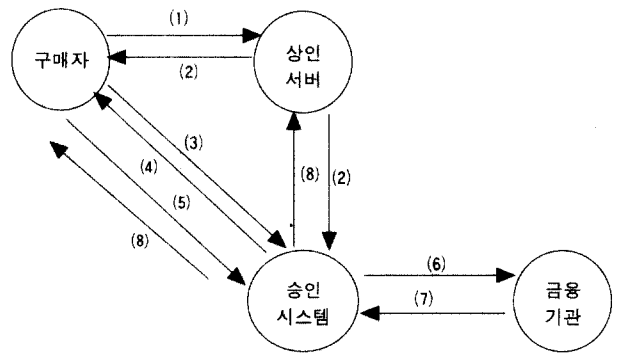 (1)
구매자
상인
서버
(2)
(3)
(4)
(8)
(2)
(5)
(8)
(6)
승인
시스템
금융
기관
(7)